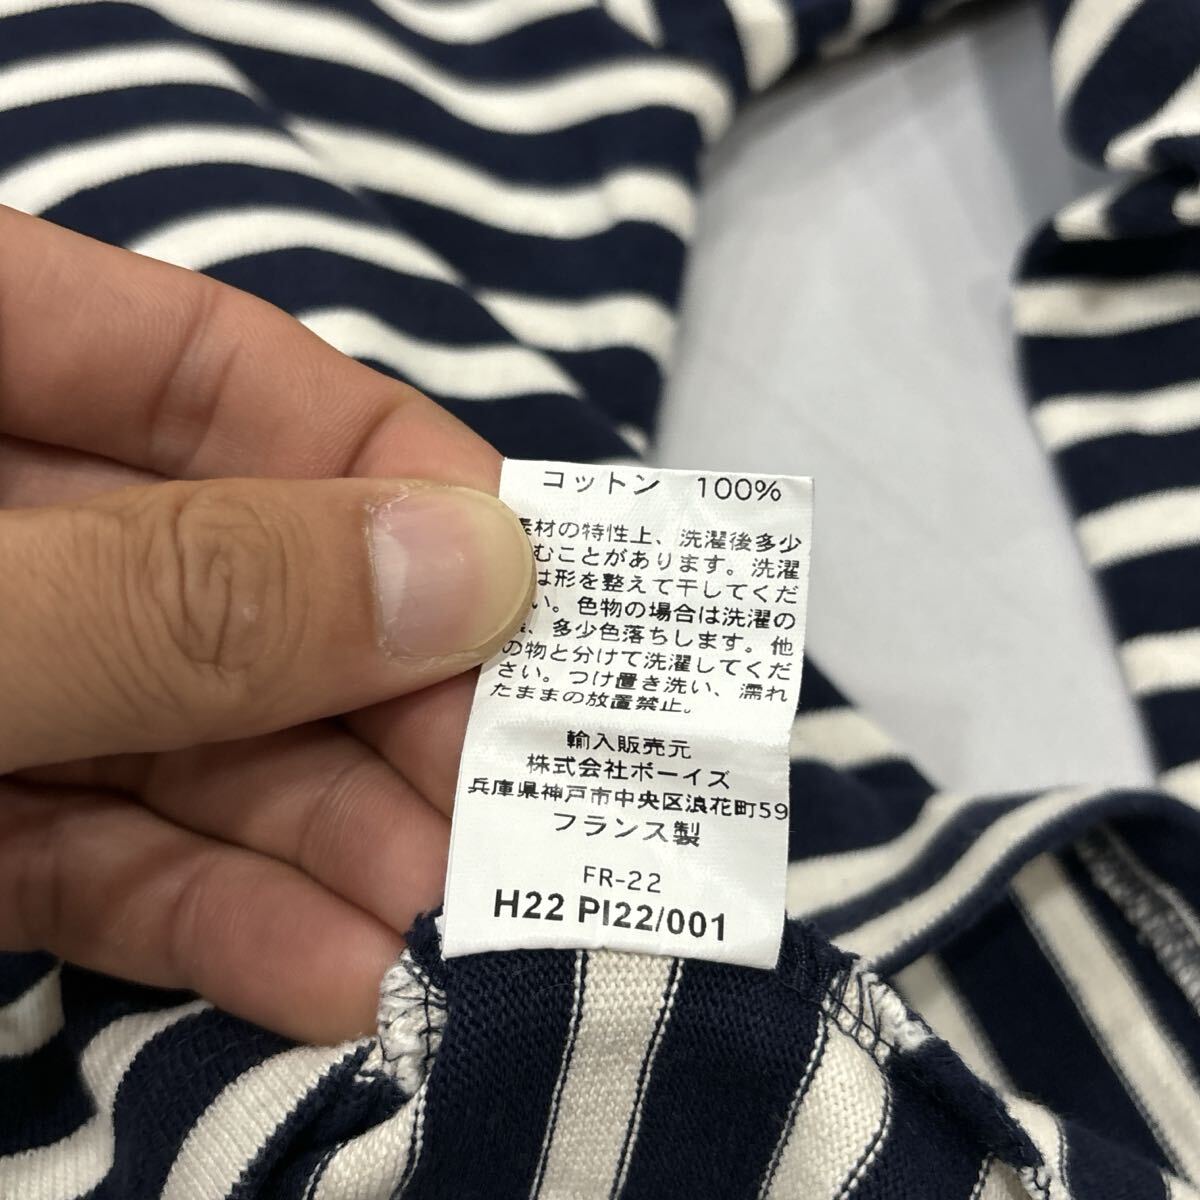 コットン 100%
素材の特性上、洗濯後多少
むことがあります。洗濯
は形を整えて干してくだ
い。色物の場合は洗濯の
、多少色落ちします。他
の物と分けて洗濯してくだ
さい。つけ置き洗い、濡れ
たままの放置禁止。
輸入販売元
株式会社ボーイズ
兵庫県神戸市中央区浪花町59
フランス製
FR-22
H22 PI22/001